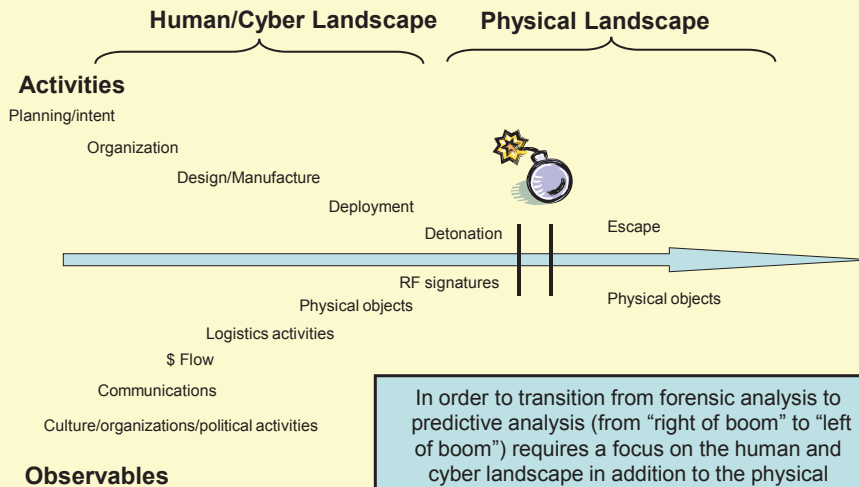 Human/Cyber Landscape
Physical Landscape
Activities
Planning/intent
Organization
Design/Manufacture
Deployment
Detonation
Escape
RF signatures
Physical objects
Physical objects
Logistics activities
$ Flow
Communications
Culture/organizations/political activities
Observables
In order to transition from forensic analysis to
predictive analysis (from “right of boom” to “left
of boom”) requires a focus on the human and
cyber landscape in addition to the physical